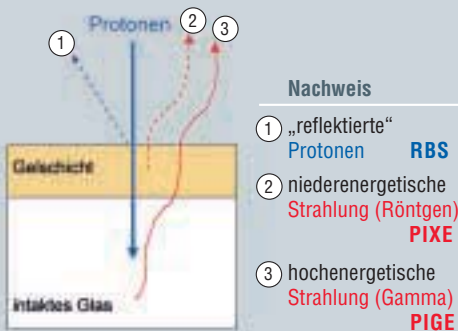 Protonen
1
2
3
Gelschicht
intaktes Glas
Nachweis
1 „reflektierte“
Protonen RBS
2 niederenergetische
Strahlung (Röntgen)
PIXE
3 hochenergetische
Strahlung (Gamma)
PIGE